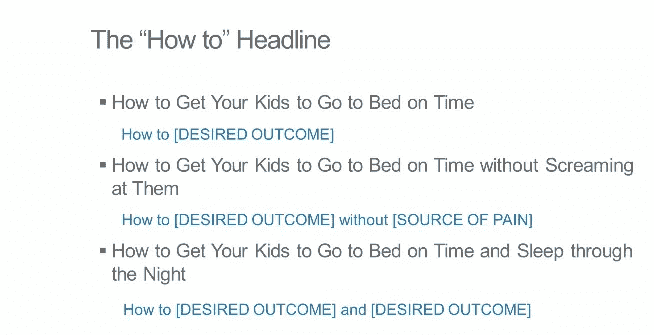 The “How to” Headline
▪ How to Get Your Kids to Go to Bed on Time
How to [DESIRED OUTCOME]
▪ How to Get Your Kids to Go to Bed on Time without Screaming
at Them
How to [DESIRED OUTCOME] without [SOURCE OF PAIN]
▪ How to Get Your Kids to Go to Bed on Time and Sleep through
the Night
How to [DESIRED OUTCOME] and [DESIRED OUTCOME]